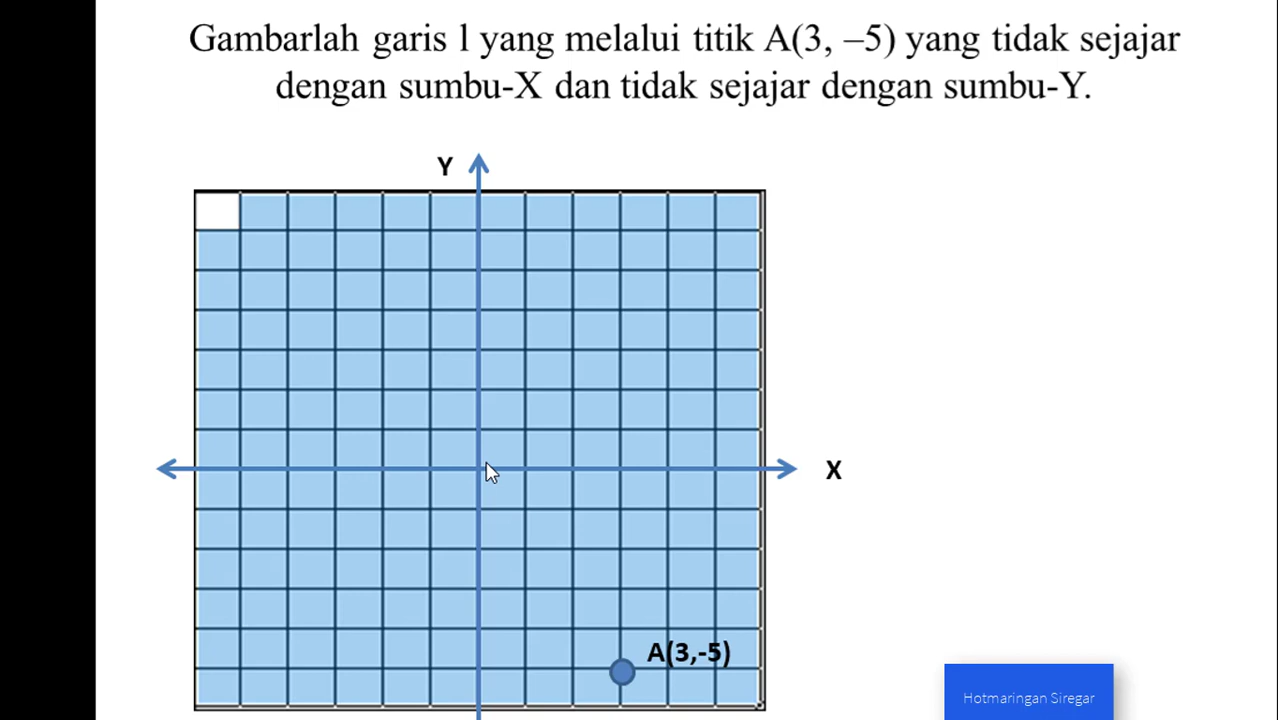 Gambarlah garis l yang melalui titik A(3, –5) yang tidak sejajar
dengan sumbu-X dan tidak sejajar dengan sumbu-Y.
Y
X
A(3,-5)
Hotmaringan Siregar